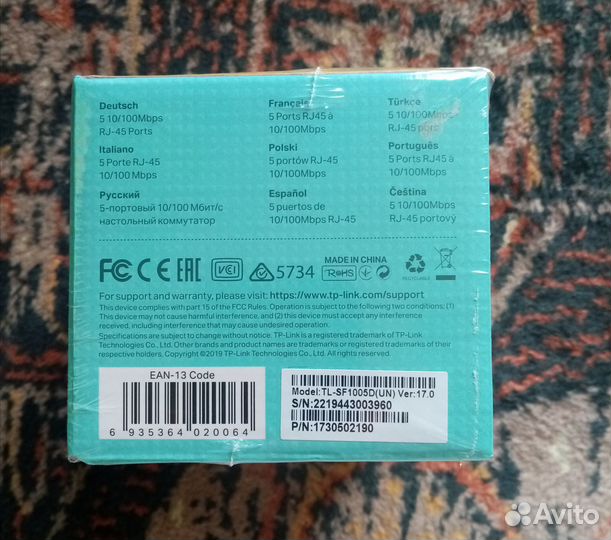 Deutsch
5 10/100Mbps
RJ-45 Ports
Français
5 Ports RJ45 à
10/100Mbps
Türkçe
5 10/100Mbps
RJ-45 portu
Italiano
5 Porte RJ-45
10/100Mbps
Polski
5 portów RJ-45
10/100Mbps
Português
5 Ports RJ45 à
10/100Mbps
Русский
5-портовый 10/100 Мбит/с
настольный коммутатор
Español
5 puertos de
10/100Mbps RJ-45
Čeština
5 10/100Mbps
RJ-45 portový
FC CE EAC VCI 5734
MADE IN CHINA
RoHS
RECYCLABLE
For support and warranty, please visit: https://www.tp-link.com/support
This device complies with part 15 of the FCC Rules. Operation is subject to the following two conditions: (1)
This device may not cause harmful interference, and (2) this device must accept any interference
received, including interference that may cause undesired operation.
Specifications are subject to change without notice. TP-Link is a registered trademark of TP-Link
Technologies Co., Ltd. Other brands and product names are trademarks or registered trademarks of their
respective holders. Copyright ©2019 TP-Link Technologies Co., Ltd. All rights reserved.
EAN-13 Code
6 935364 020064
Model:TL-SF1005D(UN) Ver:17.0
S/N:2219443003960
P/N:1730502190
Avito